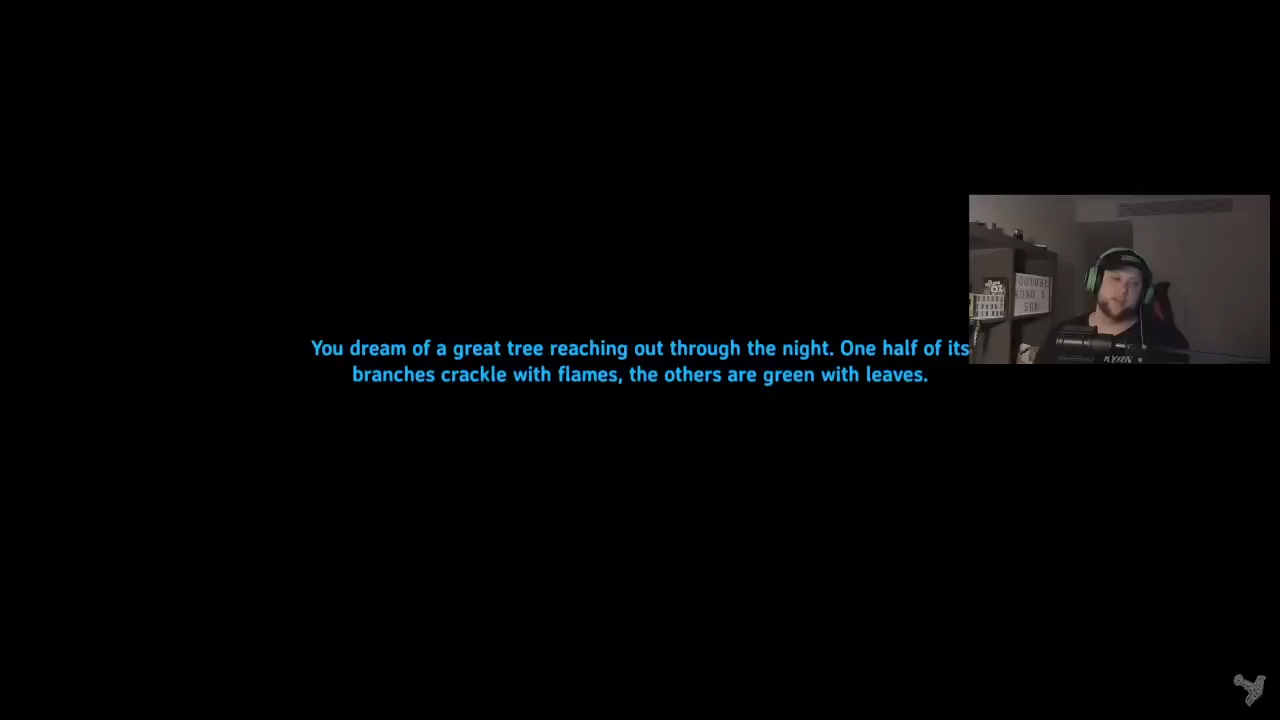 You dream of a great tree reaching out through the night. One half of its
branches crackle with flames, the others are green with leaves.